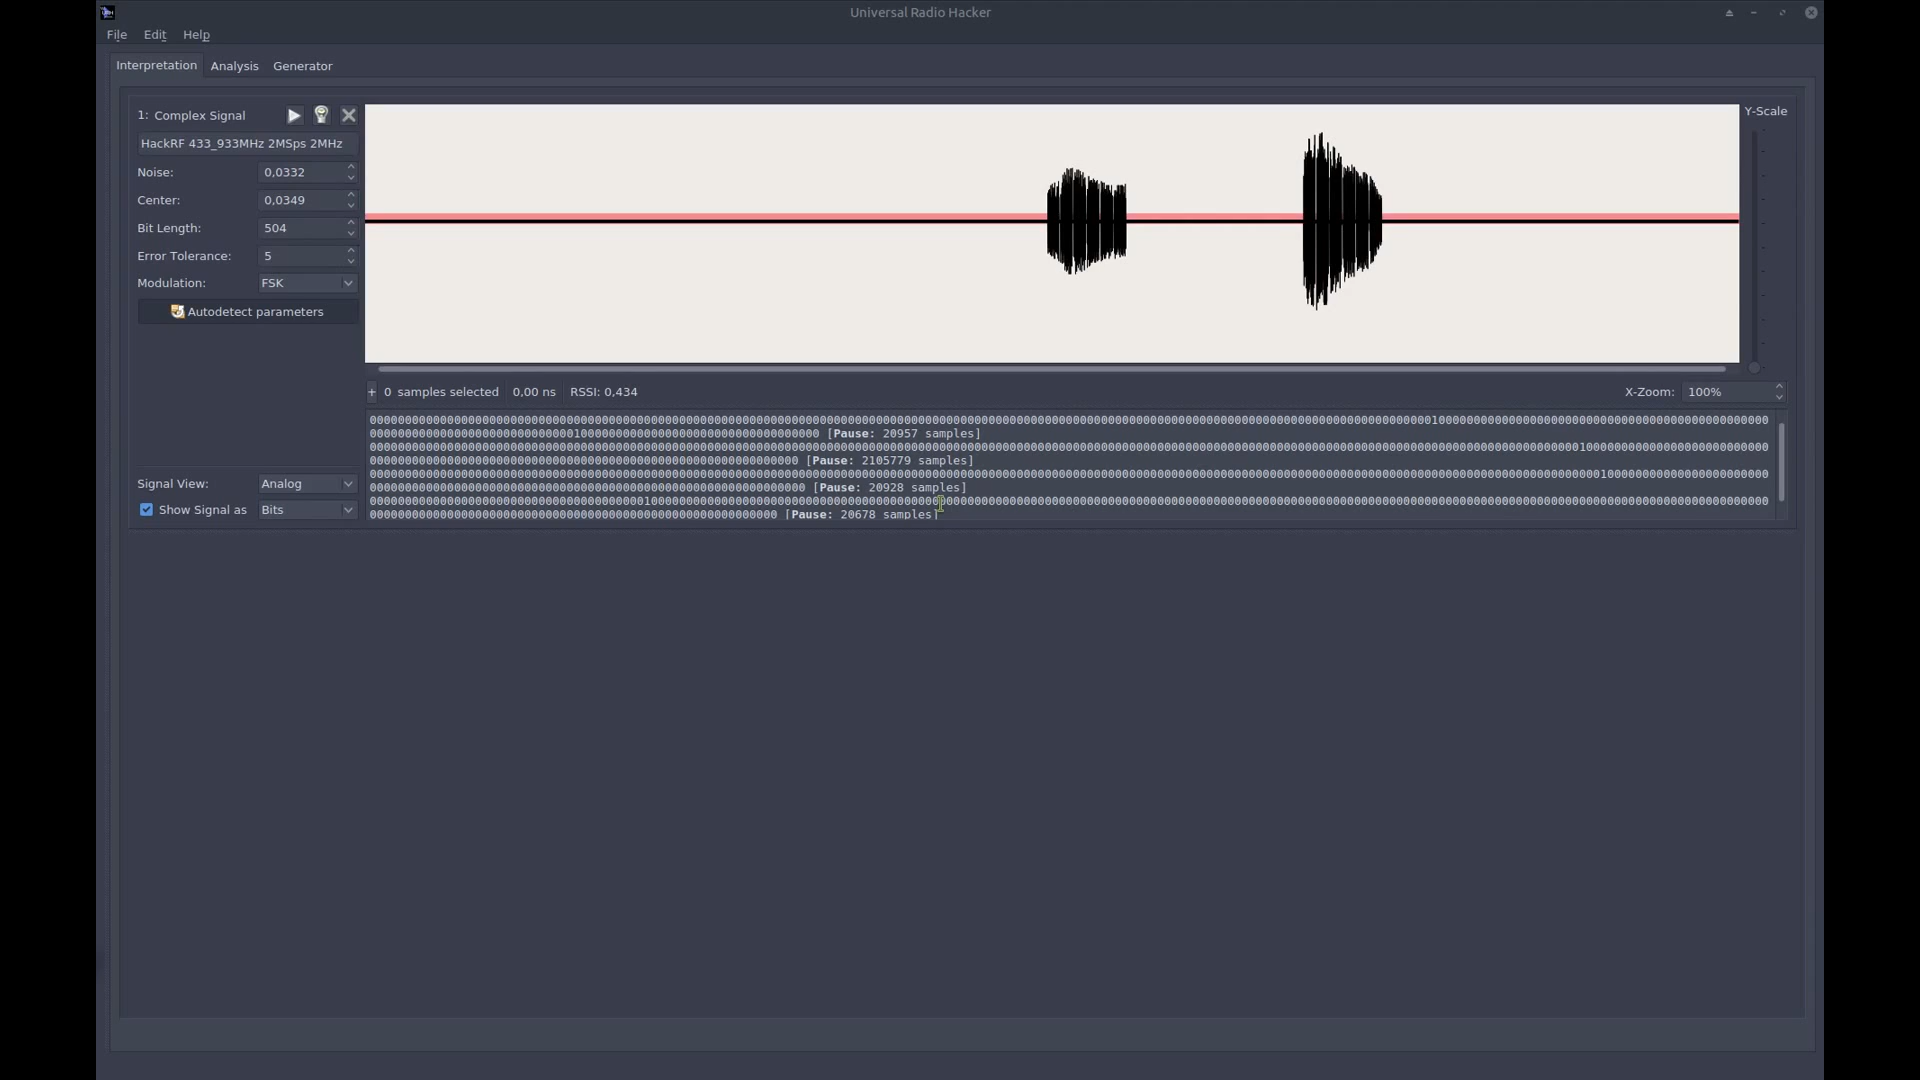 Universal Radio Hacker
File Edit Help
Interpretation Analysis Generator
1: Complex Signal
HackRF 433_933MHz 2MSps 2MHz
Noise: 0,0332
Center: 0,0349
Bit Length: 504
Error Tolerance: 5
Modulation: FSK
Autodetect parameters
Y-Scale
+ 0 samples selected 0,00 ns RSSI: 0,434
X-Zoom: 100%
[Pause: 20957 samples]
[Pause: 2105779 samples]
[Pause: 20928 samples]
[Pause: 20678 samples]
Signal View: Analog
Show Signal as Bits